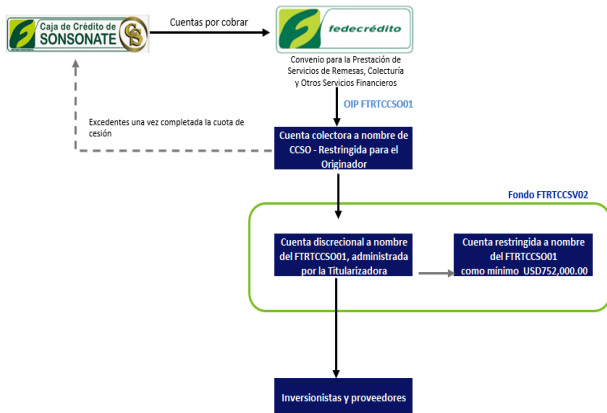 Caja de Crédito de
SONSONATE
Cuentas por cobrar
fedecrédito
Convenio para la Prestación de
Servicios de Remesas, Colecturía
y Otros Servicios Financieros
OIP FTRTCCSO01
Excedentes una vez completada la cuota de
cesión
Cuenta colectora a nombre de
CCSO - Restringida para el
Originador
Fondo FTRTCCSV02
Cuenta discrecional a nombre
del FTRTCCSO01, administrada
por la Titularizadora
Cuenta restringida a nombre
del FTRTCCSO01
como mínimo USD752,000.00
Inversionistas y proveedores